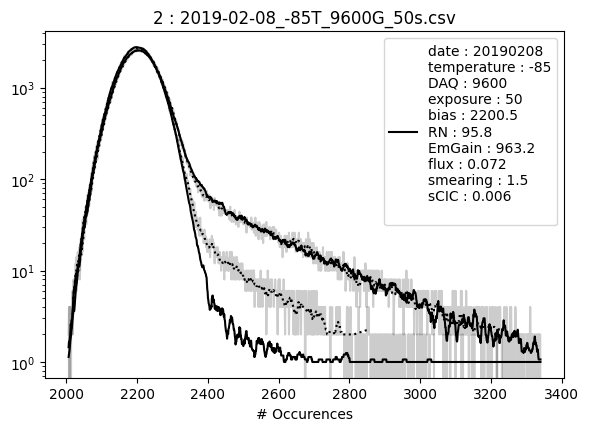 2 : 2019-02-08_-85T_9600G_50s.csv
date : 20190208
temperature : -85
DAQ : 9600
exposure : 50
bias : 2200.5
RN : 95.8
EmGain : 963.2
flux : 0.072
smearing : 1.5
sCIC : 0.006
10³
10²
10¹
10⁰
2000 2200 2400 2600 2800 3000 3200 3400
# Occurences